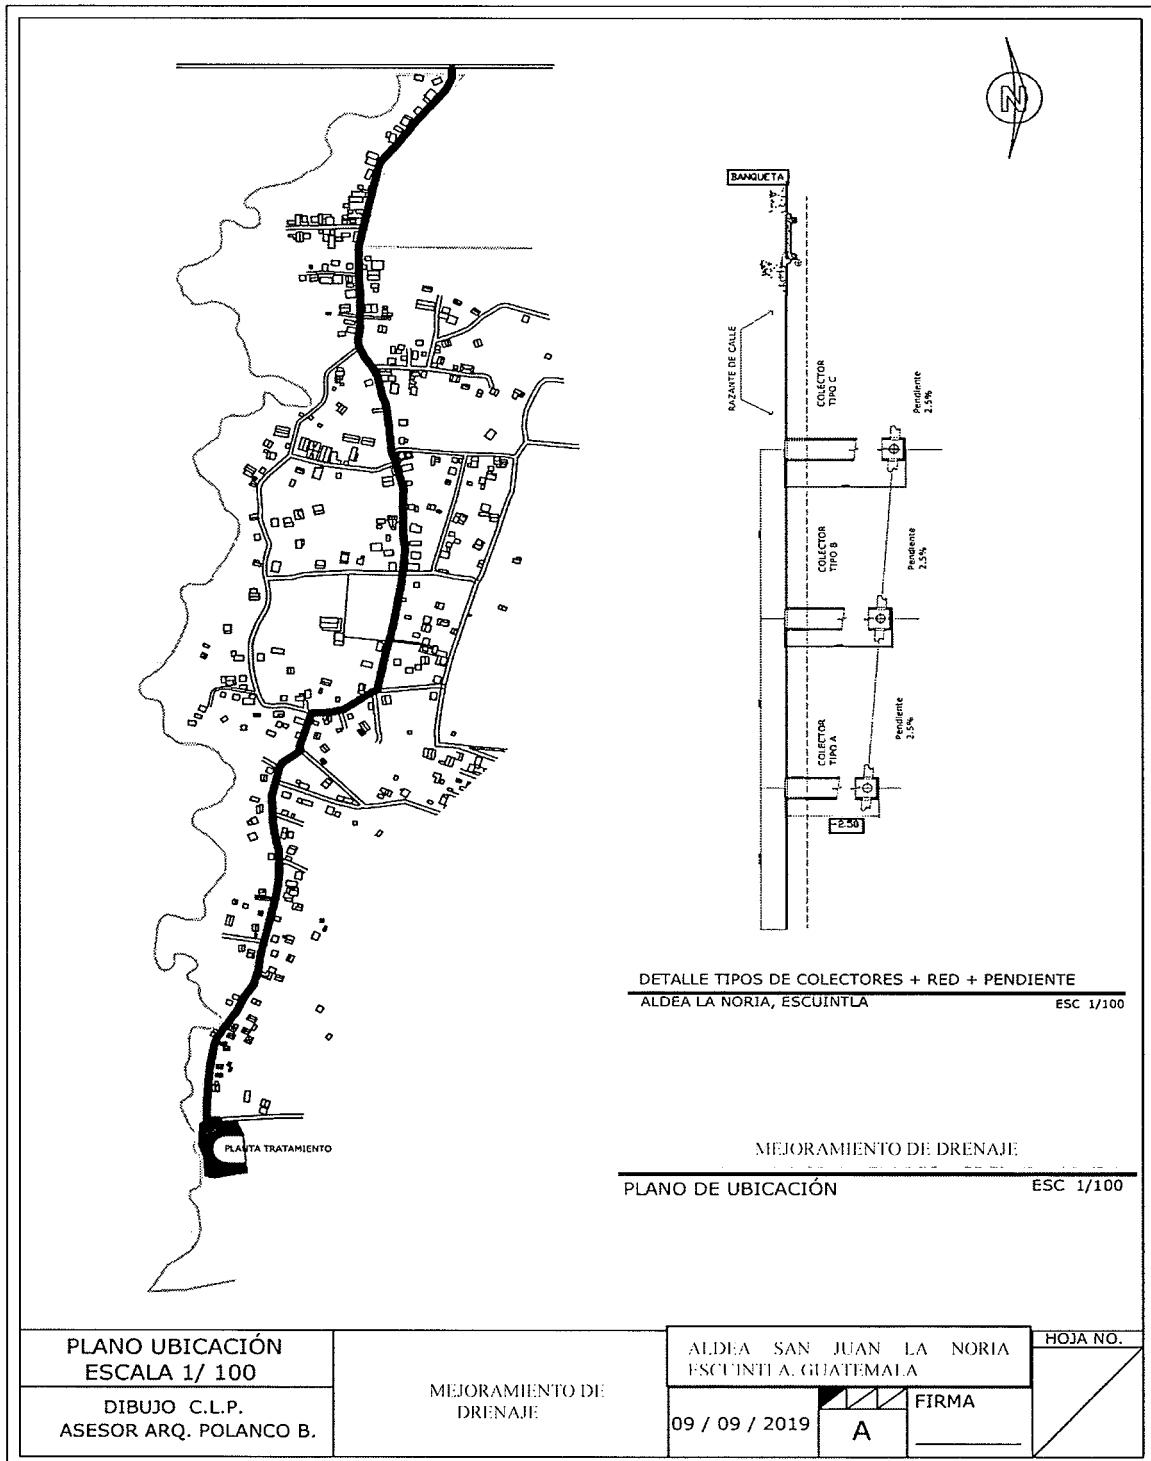 N
BANQUETA
RAZANTE DE CALLE
COLECTOR
TIPO C
Pendiente
2.5%
COLECTOR
TIPO B
Pendiente
2.5%
COLECTOR
TIPO A
Pendiente
2.5%
-2.50
DETALLE TIPOS DE COLECTORES + RED + PENDIENTE
ALDEA LA NORIA, ESCUINTLA
ESC 1/100
PLANTA TRATAMIENTO
MEJORAMIENTO DE DRENAJE
PLANO DE UBICACIÓN
ESC 1/100
PLANO UBICACIÓN
ESCALA 1/ 100
DIBUJO C.L.P.
ASESOR ARQ. POLANCO B.
MEJORAMIENTO DE
DRENAJE
ALDEA SAN JUAN LA NORIA
ESCUINTLA, GUATEMALA
09 / 09 / 2019
A
FIRMA
HOJA NO.